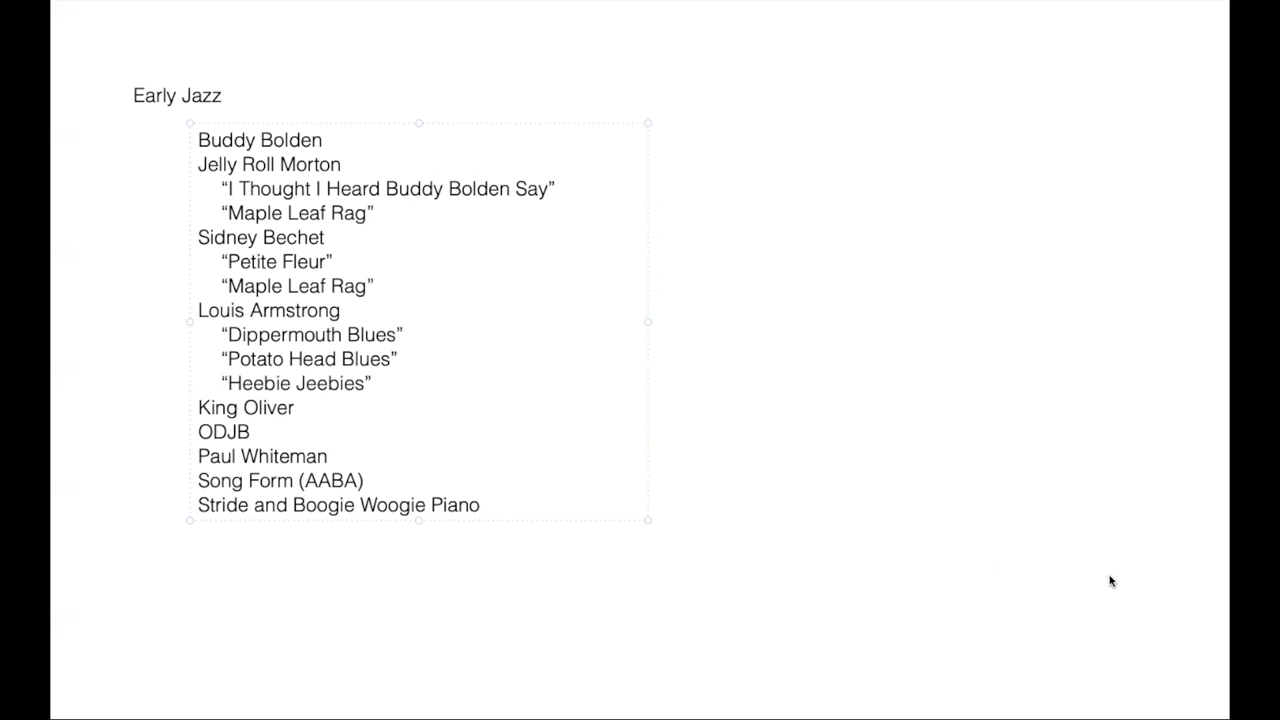 Early Jazz
Buddy Bolden
Jelly Roll Morton
“I Thought I Heard Buddy Bolden Say”
“Maple Leaf Rag”
Sidney Bechet
“Petite Fleur”
“Maple Leaf Rag”
Louis Armstrong
“Dippermouth Blues”
“Potato Head Blues”
“Heebie Jeebies”
King Oliver
ODJB
Paul Whiteman
Song Form (AABA)
Stride and Boogie Woogie Piano